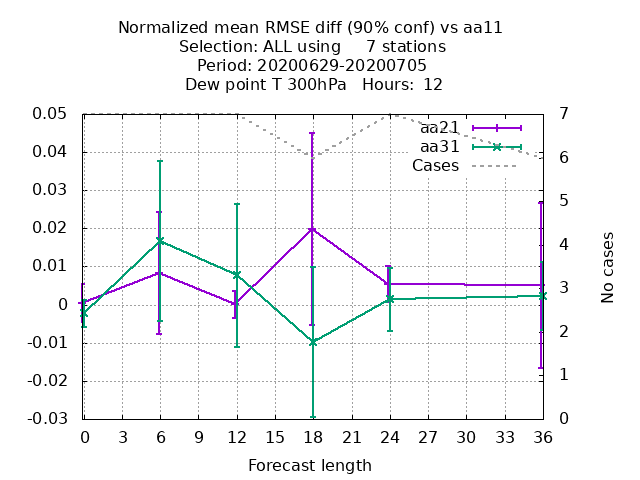 Normalized mean RMSE diff (90% conf) vs aa11
Selection: ALL using     7 stations
Period: 20200629-20200705
Dew point T 300hPa   Hours:  12
aa21
aa31
Cases
0.05
0.04
0.03
0.02
0.01
0
-0.01
-0.02
-0.03
7
6
5
4
3
2
1
0
No cases
0 3 6 9 12 15 18 21 24 27 30 33 36
Forecast length